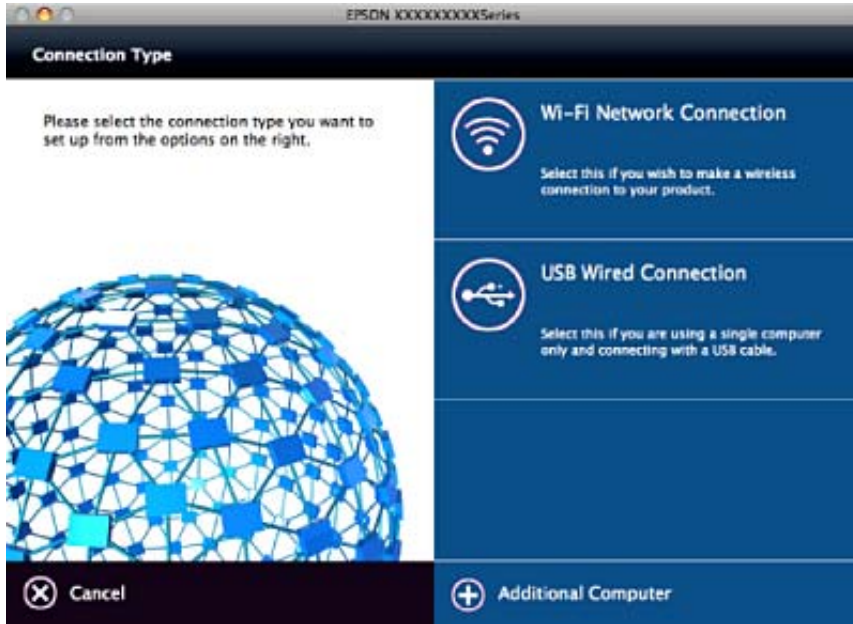 EPSON XXXXXXXXXSeries
Connection Type
Please select the connection type you want to
set up from the options on the right.
Wi-Fi Network Connection
Select this if you wish to make a wireless
connection to your product.
USB Wired Connection
Select this if you are using a single computer
only and connecting with a USB cable.
Cancel
Additional Computer